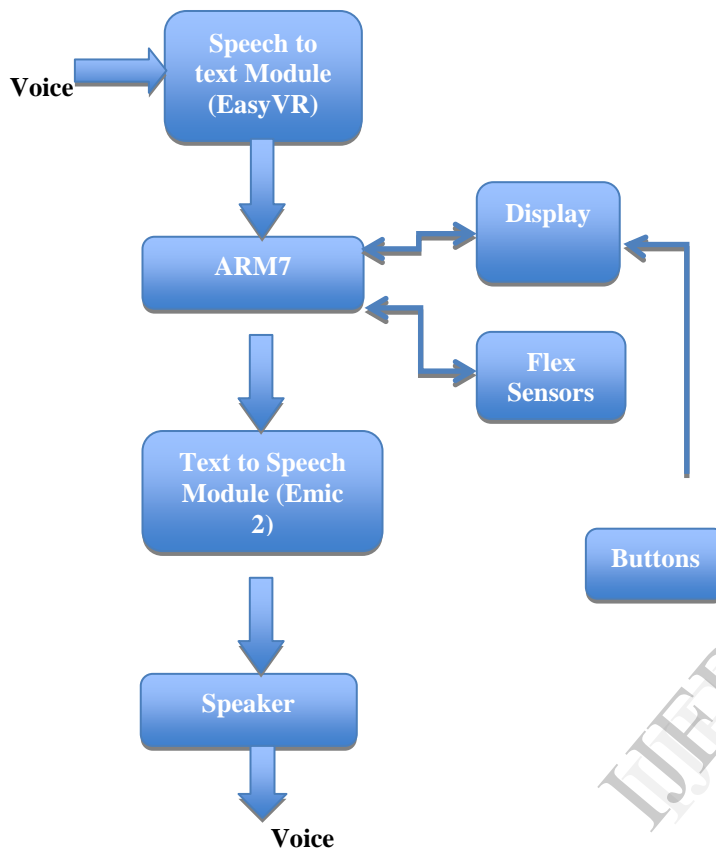 Voice
Speech to
text Module
(EasyVR)
ARM7
Display
Flex
Sensors
Text to Speech
Module (Emic
2)
Buttons
Speaker
Voice